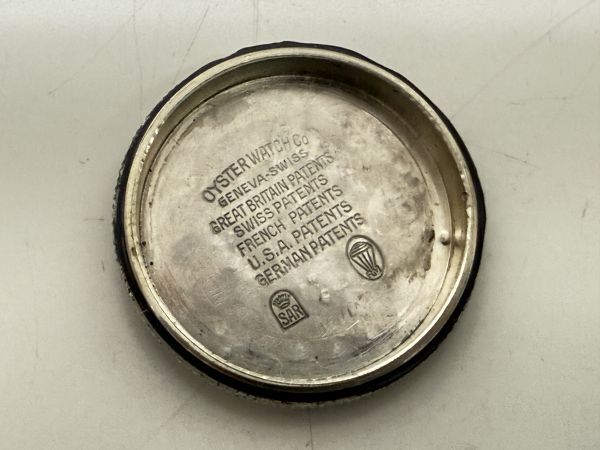 OYSTER WATCH Co
GENEVA-SWISS
GREAT BRITAIN PATENTS
SWISS PATENTS
FRENCH PATENTS
U.S.A. PATENTS
GERMAN PATENTS
SAR